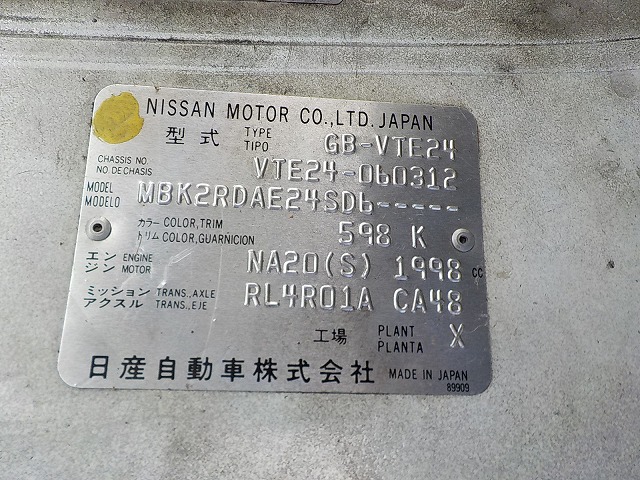 NISSAN MOTOR CO., LTD. JAPAN
型式 TYPE TIPO GB-VTE24
CHASSIS NO. NO. DE CHASIS VTE24-060312
MODEL MODELO MBK2RDAE24SD6-----
カラー COLOR, TRIM
トリム COLOR, GUARNICION 598 K
エンジン ENGINE MOTOR NA20(S) 1998 CC
ミッション TRANS., AXLE
アクスル TRANS., EJE RL4R01A CA48
工場 PLANT PLANTA X
日産自動車株式会社 MADE IN JAPAN
89909